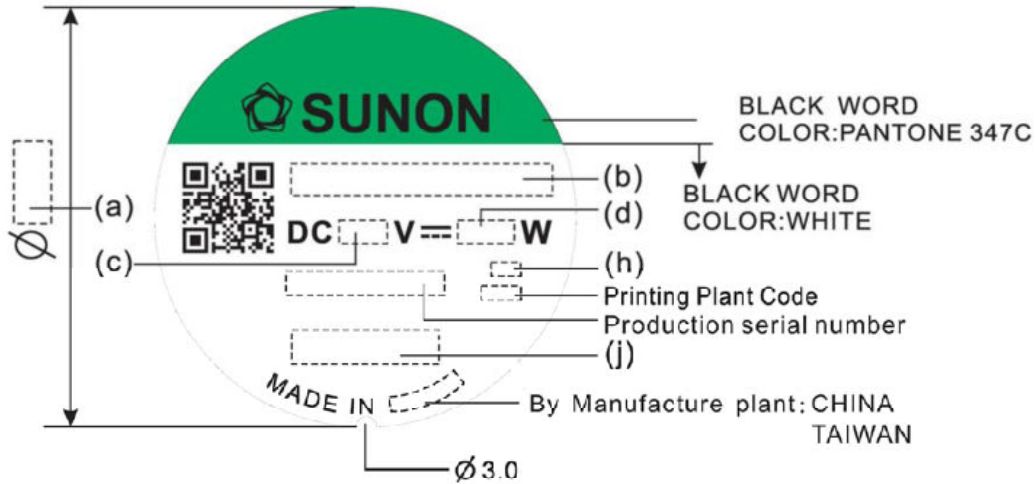 SUNON
BLACK WORD
COLOR:PANTONE 347C
BLACK WORD
COLOR:WHITE
(a)
(b)
DC V W
(d)
(c)
(h)
Printing Plant Code
Production serial number
(j)
MADE IN
By Manufacture plant: CHINA
TAIWAN
Ø
Ø3.0